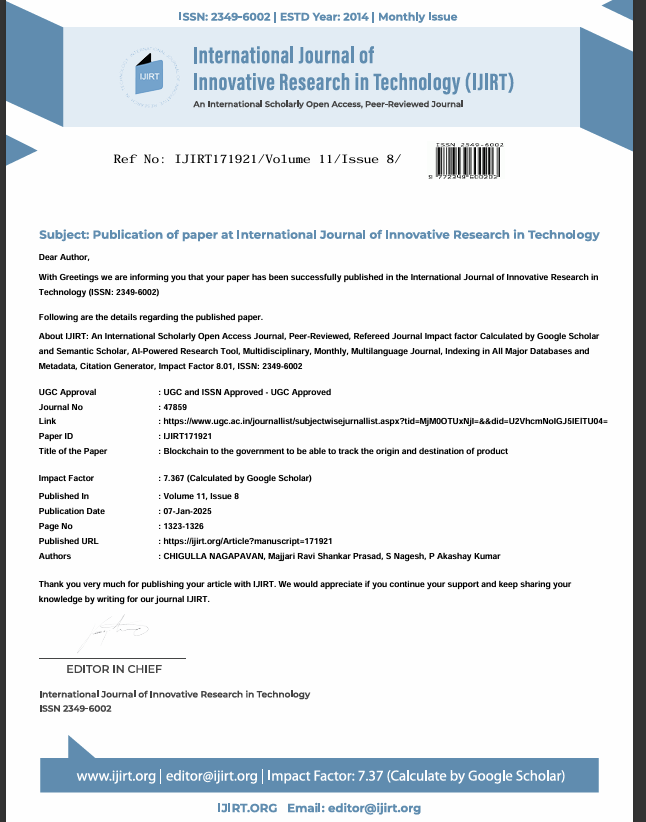 ISSN: 2349-6002 | ESTD Year: 2014 | Monthly Issue
IJIRT
International Journal of
Innovative Research in Technology (IJIRT)
An International Scholarly Open Access, Peer-Reviewed Journal
Ref No: IJIRT171921/Volume 11/Issue 8/
ISSN 2349-6002
Subject: Publication of paper at International Journal of Innovative Research in Technology
Dear Author,
With Greetings we are informing you that your paper has been successfully published in the International Journal of Innovative Research in
Technology (ISSN: 2349-6002)
Following are the details regarding the published paper.
About IJIRT: An International Scholarly Open Access Journal, Peer-Reviewed, Refereed Journal Impact factor Calculated by Google Scholar
and Semantic Scholar, AI-Powered Research Tool, Multidisciplinary, Monthly, Multilanguage Journal, Indexing in All Major Databases and
Metadata, Citation Generator, Impact Factor 8.01, ISSN: 2349-6002
UGC Approval : UGC and ISSN Approved - UGC Approved
Journal No : 47859
Link : https://www.ugc.ac.in/journallist/subjectwisejurnallist.aspx?tid=MjM0OTUxNjI=&&did=U2VhcmNoIGJ5IElTU04=
Paper ID : IJIRT171921
Title of the Paper : Blockchain to the government to be able to track the origin and destination of product
Impact Factor : 7.367 (Calculated by Google Scholar)
Published In : Volume 11, Issue 8
Publication Date : 07-Jan-2025
Page No : 1323-1326
Published URL : https://ijirt.org/Article?manuscript=171921
Authors : CHIGULLA NAGAPAVAN, Majjari Ravi Shankar Prasad, S Nagesh, P Akashay Kumar
Thank you very much for publishing your article with IJIRT. We would appreciate if you continue your support and keep sharing your
knowledge by writing for our journal IJIRT.
EDITOR IN CHIEF
International Journal of Innovative Research in Technology
ISSN 2349-6002
www.ijirt.org | editor@ijirt.org | Impact Factor: 7.37 (Calculate by Google Scholar)
IJIRT.ORG Email: editor@ijirt.org